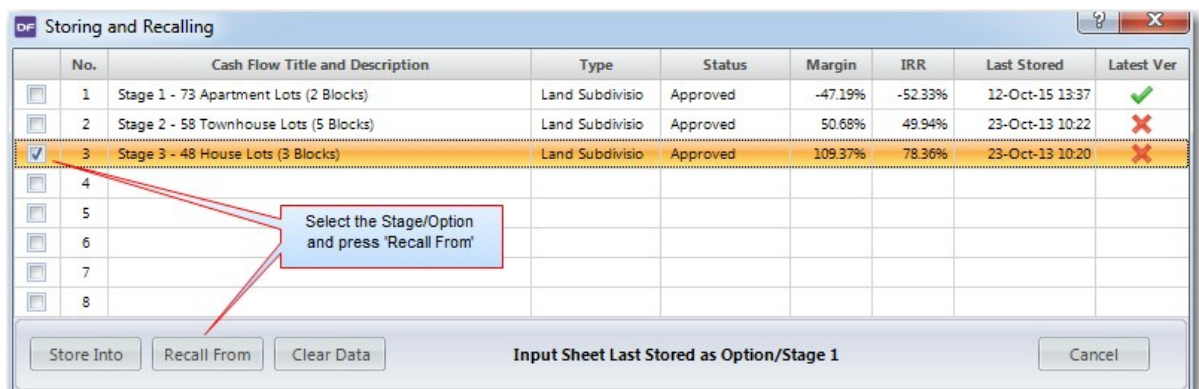 DF Storing and Recalling
No. Cash Flow Title and Description Type Status Margin IRR Last Stored Latest Ver
1 Stage 1 - 73 Apartment Lots (2 Blocks) Land Subdivisio Approved -47.19% -52.33% 12-Oct-15 13:37
2 Stage 2 - 58 Townhouse Lots (5 Blocks) Land Subdivisio Approved 50.68% 49.94% 23-Oct-13 10:22
3 Stage 3 - 48 House Lots (3 Blocks) Land Subdivisio Approved 109.37% 78.36% 23-Oct-13 10:20
4
5
Select the Stage/Option
and press 'Recall From'
6
7
8
Store Into Recall From Clear Data Input Sheet Last Stored as Option/Stage 1 Cancel